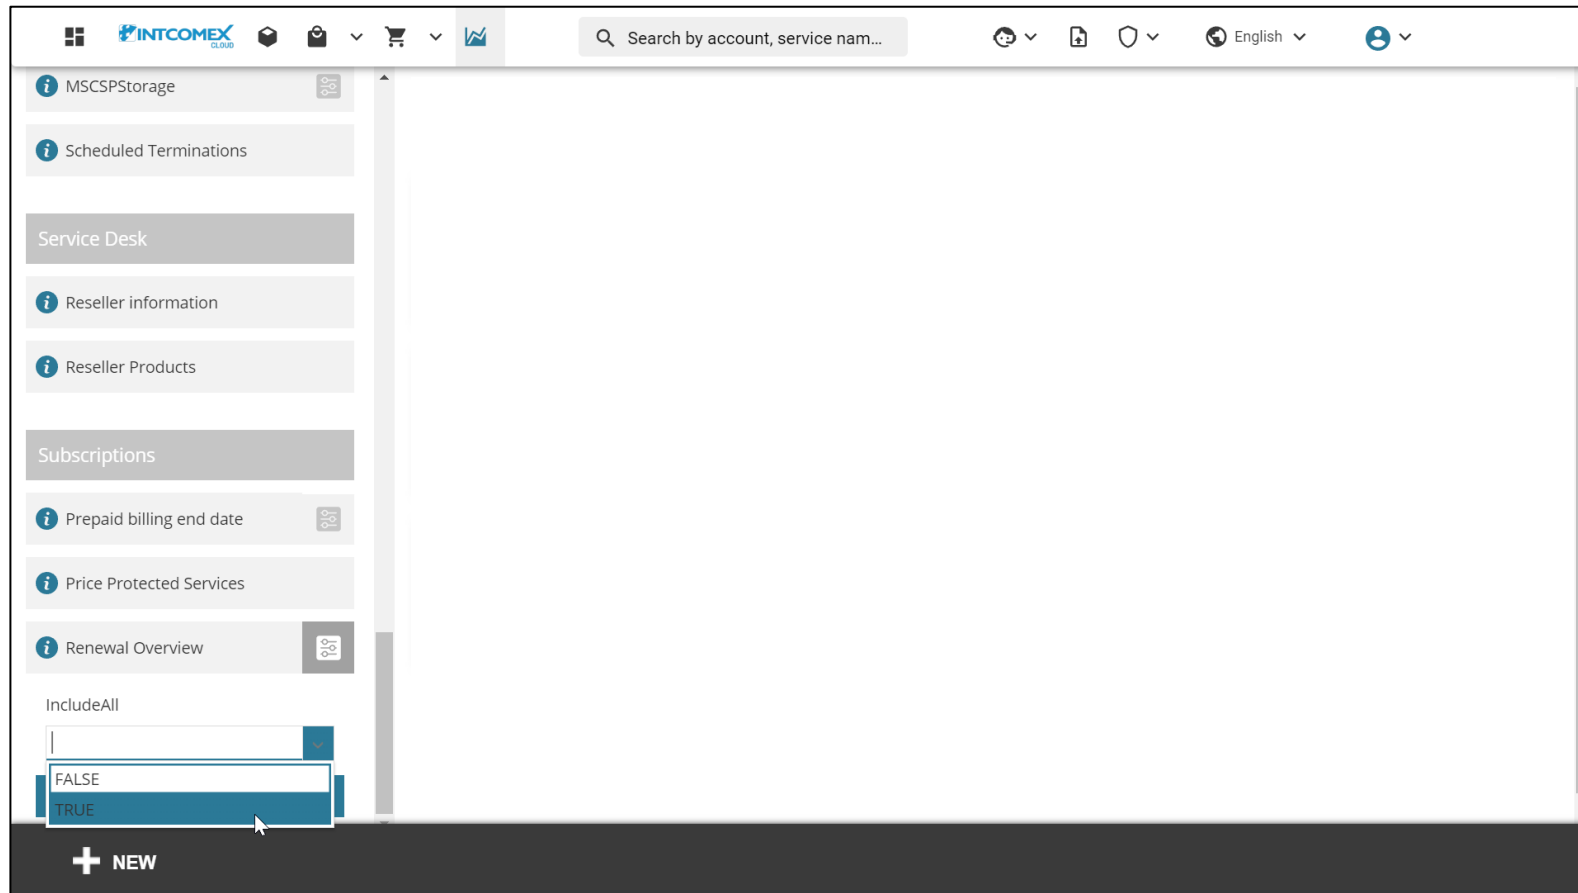 INTCOMEX
CLOUD
Search by account, service nam...
English
MSCSPStorage
Scheduled Terminations
Service Desk
Reseller information
Reseller Products
Subscriptions
Prepaid billing end date
Price Protected Services
Renewal Overview
IncludeAll
FALSE
TRUE
NEW